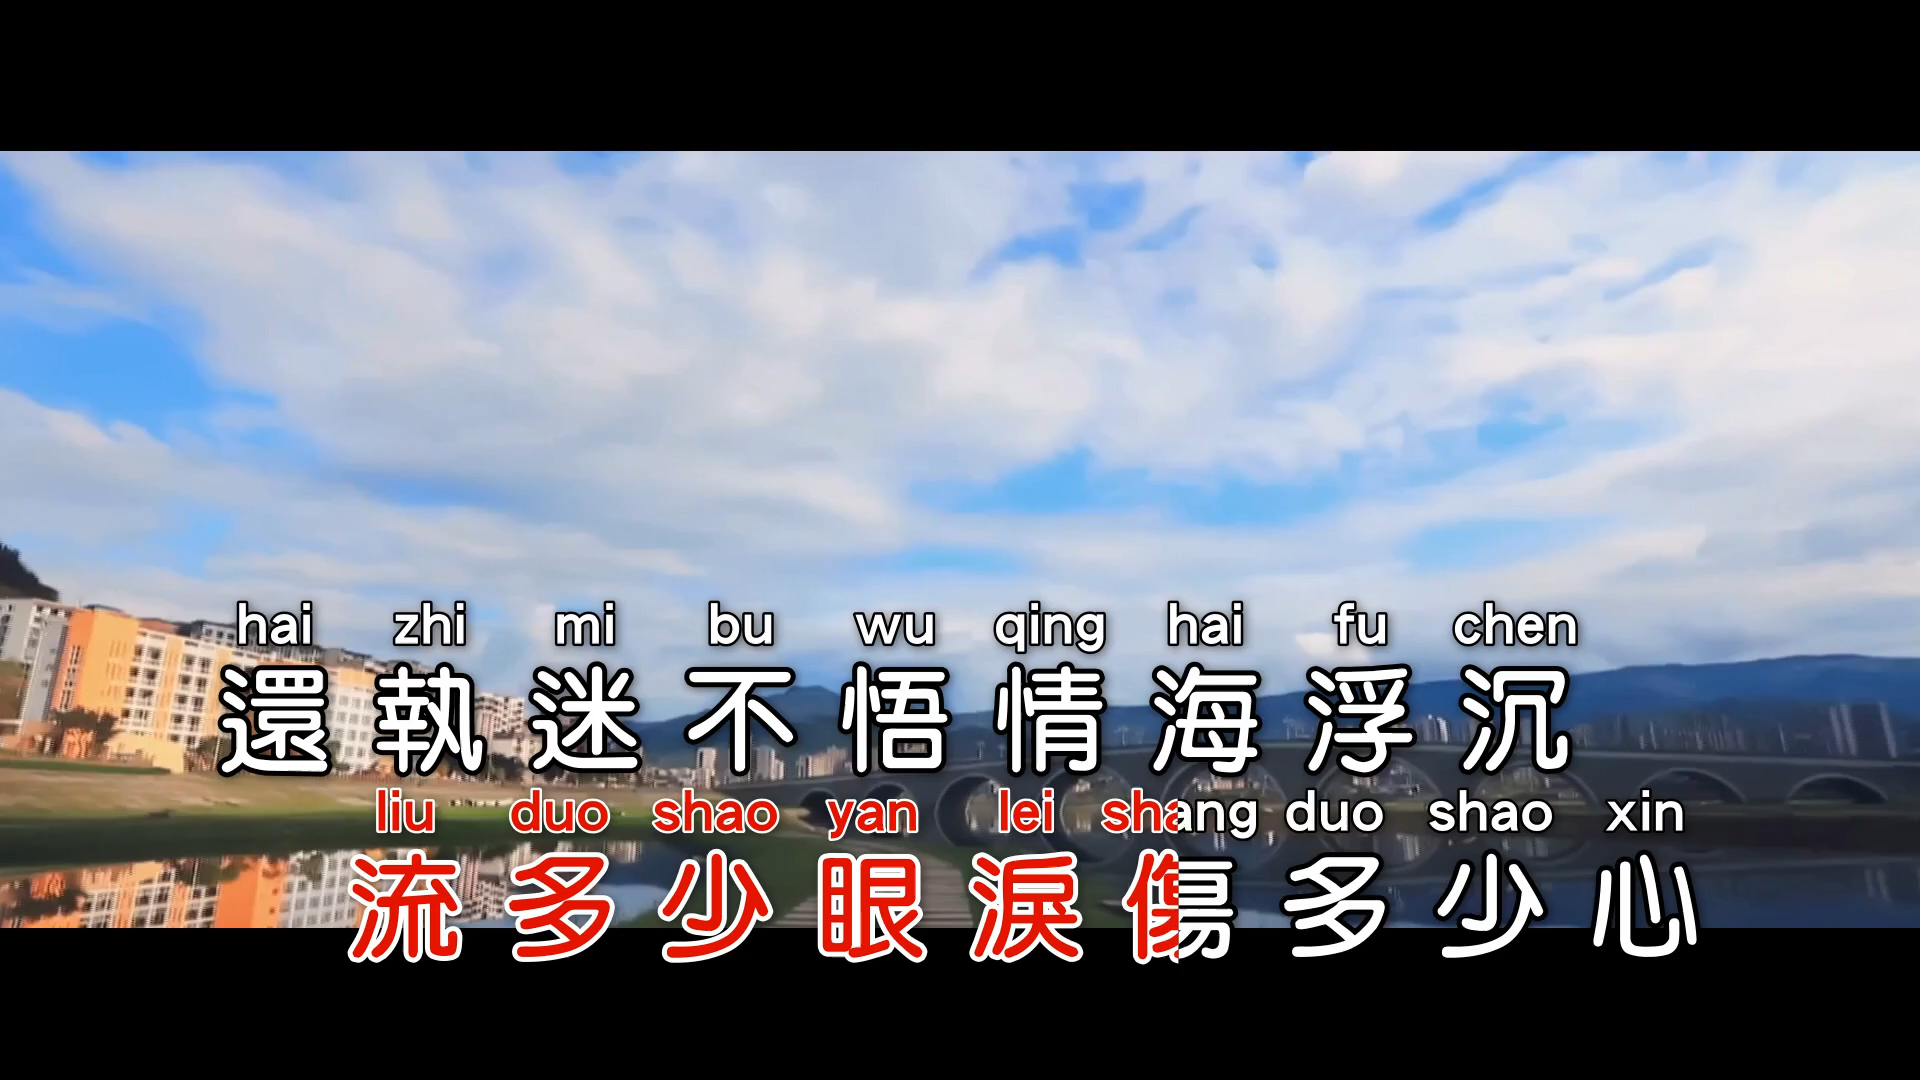 hai zhi mi bu wu qing hai fu chen
還執迷不悟情海浮沉
liu duo shao yan lei shang duo shao xin
流多少眼淚傷多少心